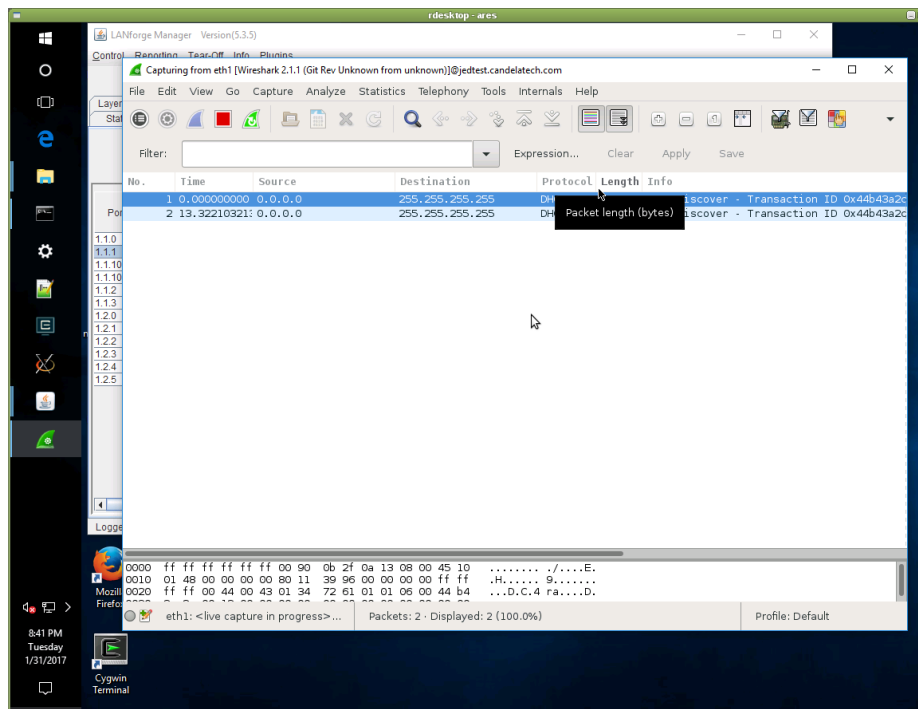 rdesktop - ares
LANforge Manager Version(5.3.5)
Control Reporting Tear-Off Info Plugins
Capturing from eth1 [Wireshark 2.1.1 (Git Rev Unknown from unknown)]@jedtest.candelatech.com
File Edit View Go Capture Analyze Statistics Telephony Tools Internals Help
Layer
Stat
Filter: Expression... Clear Apply Save
No. Time Source Destination Protocol Length Info
1 0.000000000 0.0.0.0 255.255.255.255 DH iscover - Transaction ID 0x44b43a2c
2 13.322103213 0.0.0.0 255.255.255.255 DH iscover - Transaction ID 0x44b43a2c
Packet length (bytes)
Por
1.1.0
1.1.1
1.1.10
1.1.10
1.1.2
1.1.3
1.2.0
1.2.1
1.2.2
1.2.3
1.2.4
1.2.5
Logge
0000 ff ff ff ff ff ff 00 90 0b 2f 0a 13 08 00 45 10 ........ ./....E.
0010 01 48 00 00 00 00 80 11 39 96 00 00 00 00 ff ff .H...... 9.......
0020 ff ff 00 44 00 43 01 34 72 61 01 01 06 00 44 b4 ...D.C.4 ra....D.
eth1: <live capture in progress>... Packets: 2 · Displayed: 2 (100.0%) Profile: Default
Mozill
Firefo
Cygwin
Terminal
8:41 PM
Tuesday
1/31/2017